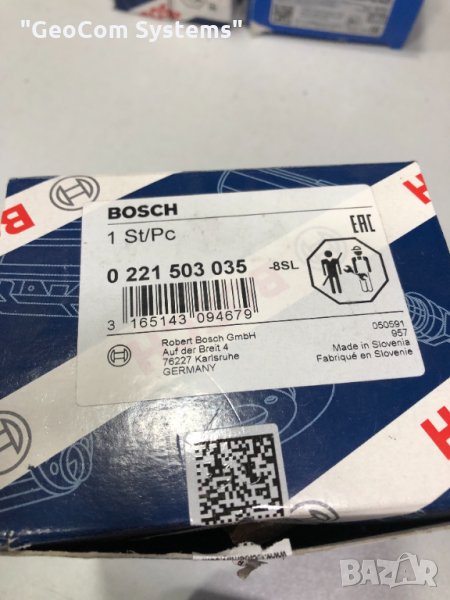 "GeoCom Systems"
BOSCH
EAC
1 St/Pc
0 221 503 035
-8SL
3 165143 094679
Robert Bosch GmbH
Auf der Breit 4
76227 Karlsruhe
GERMANY
050591
957
Made in Slovenia
Fabriqué en Slovenie
BAZAR